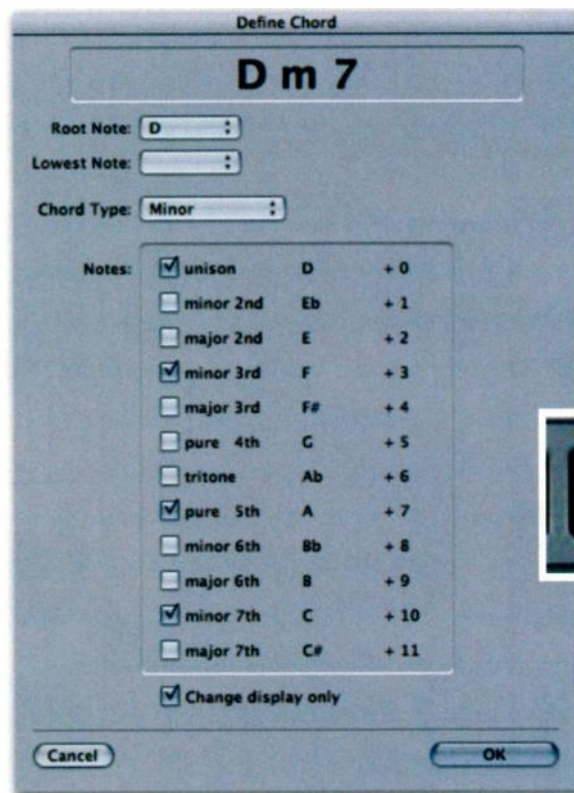 Define Chord
D m 7
Root Note: D
Lowest Note:
Chord Type: Minor
Notes: unison D + 0
minor 2nd Eb + 1
major 2nd E + 2
minor 3rd F + 3
major 3rd F# + 4
pure 4th G + 5
tritone Ab + 6
pure 5th A + 7
minor 6th Bb + 8
major 6th B + 9
minor 7th C + 10
major 7th C# + 11
Change display only
Cancel OK